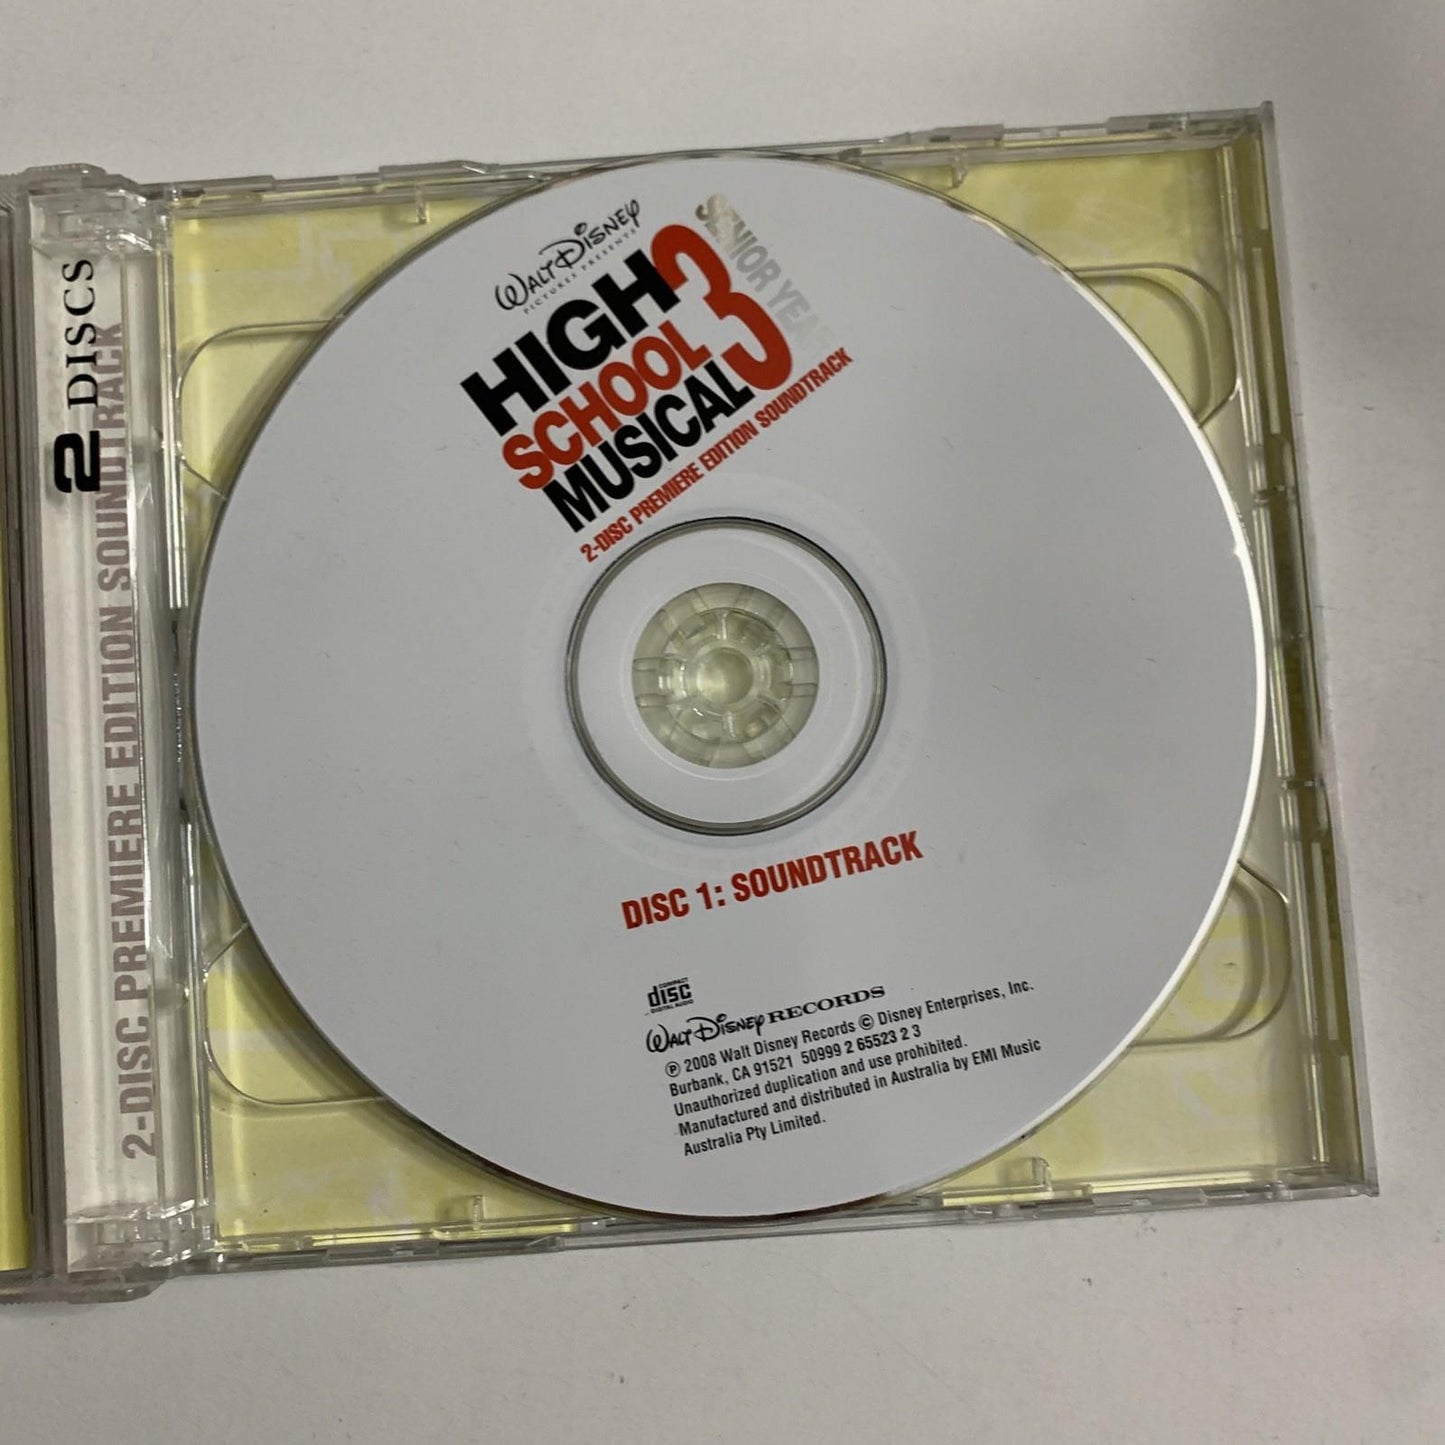 2 DISCS
2-DISC PREMIERE EDITION SOUNDTRACK
WALT DISNEY
PICTURES PRESENTS
HIGH
SCHOOL
MUSICAL 3
SENIOR YEAR
2-DISC PREMIERE EDITION SOUNDTRACK
DISC 1: SOUNDTRACK
COMPACT
disc
DIGITAL AUDIO
WALT DISNEY RECORDS
℗ 2008 Walt Disney Records © Disney Enterprises, Inc.
Burbank, CA 91521 50999 2 65523 2 3
Unauthorized duplication and use prohibited.
Manufactured and distributed in Australia by EMI Music
Australia Pty Limited.